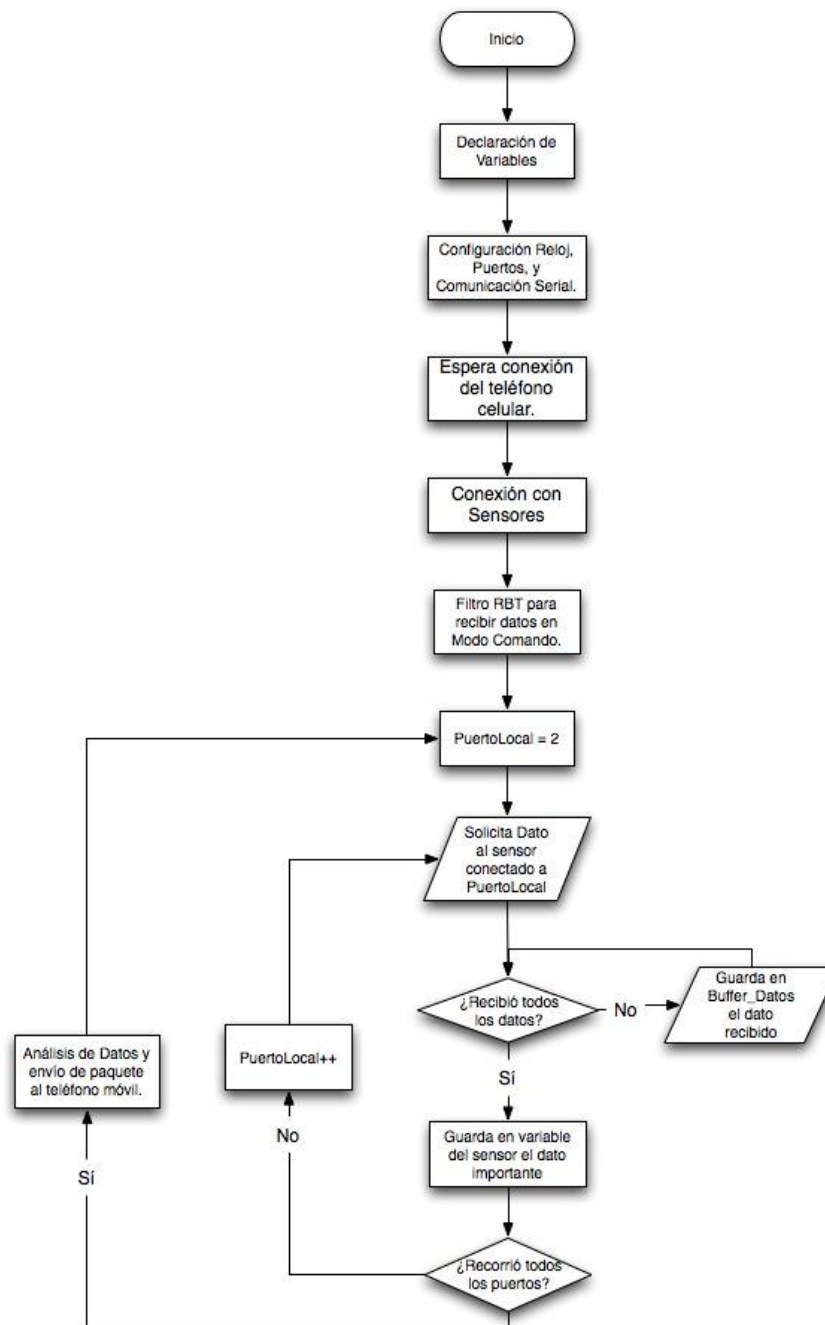 Inicio
Declaración de
Variables
Configuración Reloj,
Puertos, y
Comunicación Serial.
Espera conexión
del teléfono
celular.
Conexión con
Sensores
Filtro RBT para
recibir datos en
Modo Comando.
PuertoLocal = 2
Solicita Dato
al sensor
conectado a
PuertoLocal
¿Recibió todos
los datos?
No
Guarda en
Buffer_Datos
el dato
recibido
Sí
Guarda en variable
del sensor el dato
importante
¿Recorrió todos
los puertos?
No
PuertoLocal++
Sí
Análisis de Datos y
envío de paquete
al teléfono móvil.